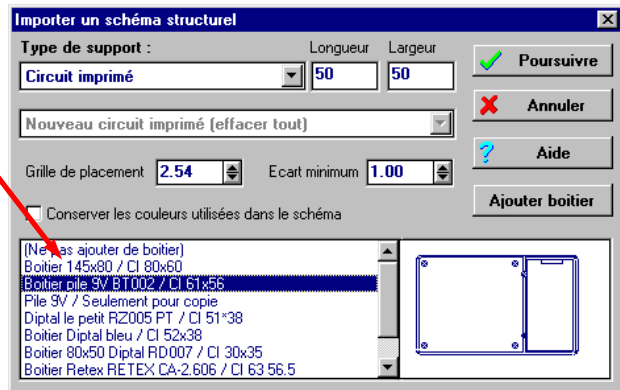 Importer un schéma structurel
Type de support :
Longueur
Largeur
Circuit imprimé
50
50
Poursuivre
Nouveau circuit imprimé (effacer tout)
Annuler
Grille de placement 2.54
Ecart minimum 1.00
Aide
Conserver les couleurs utilisées dans le schéma
Ajouter boitier
(Ne pas ajouter de boitier)
Boitier 145x80 / CI 80x60
Boitier pile 9V BT002 / CI 61x56
Pile 9V / Seulement pour copie
Diptal le petit RZ005 PT / CI 51*38
Boitier Diptal bleu / CI 52x38
Boitier 80x50 Diptal RD007 / CI 30x35
Boitier Retex RETEX CA-2.606 / CI 63 56.5